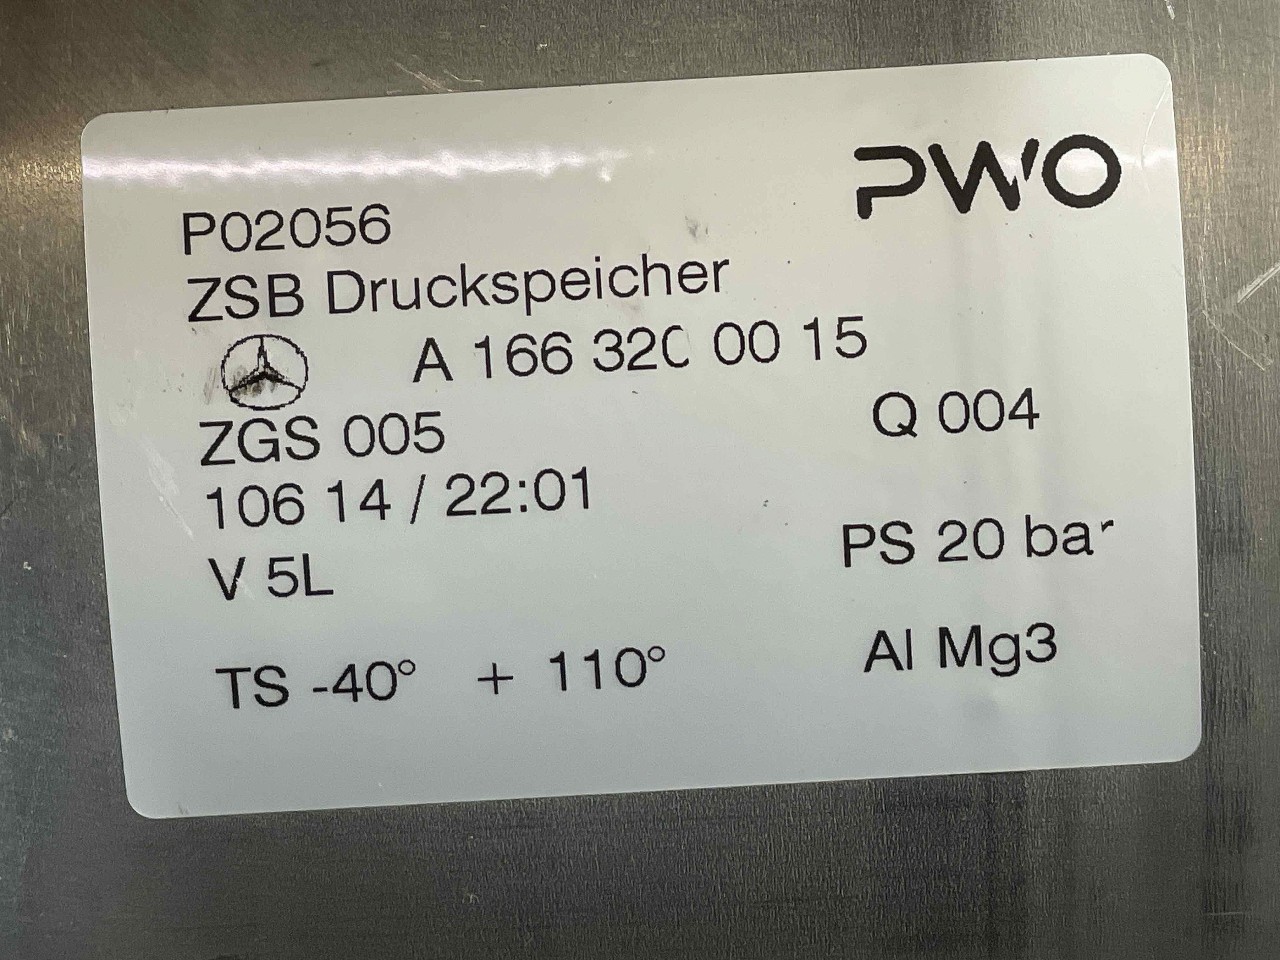 PWO
P02056
ZSB Druckspeicher
A 166 320 00 15
ZGS 005
Q 004
106 14 / 22:01
V 5L
PS 20 bar
TS -40° + 110°
Al Mg3